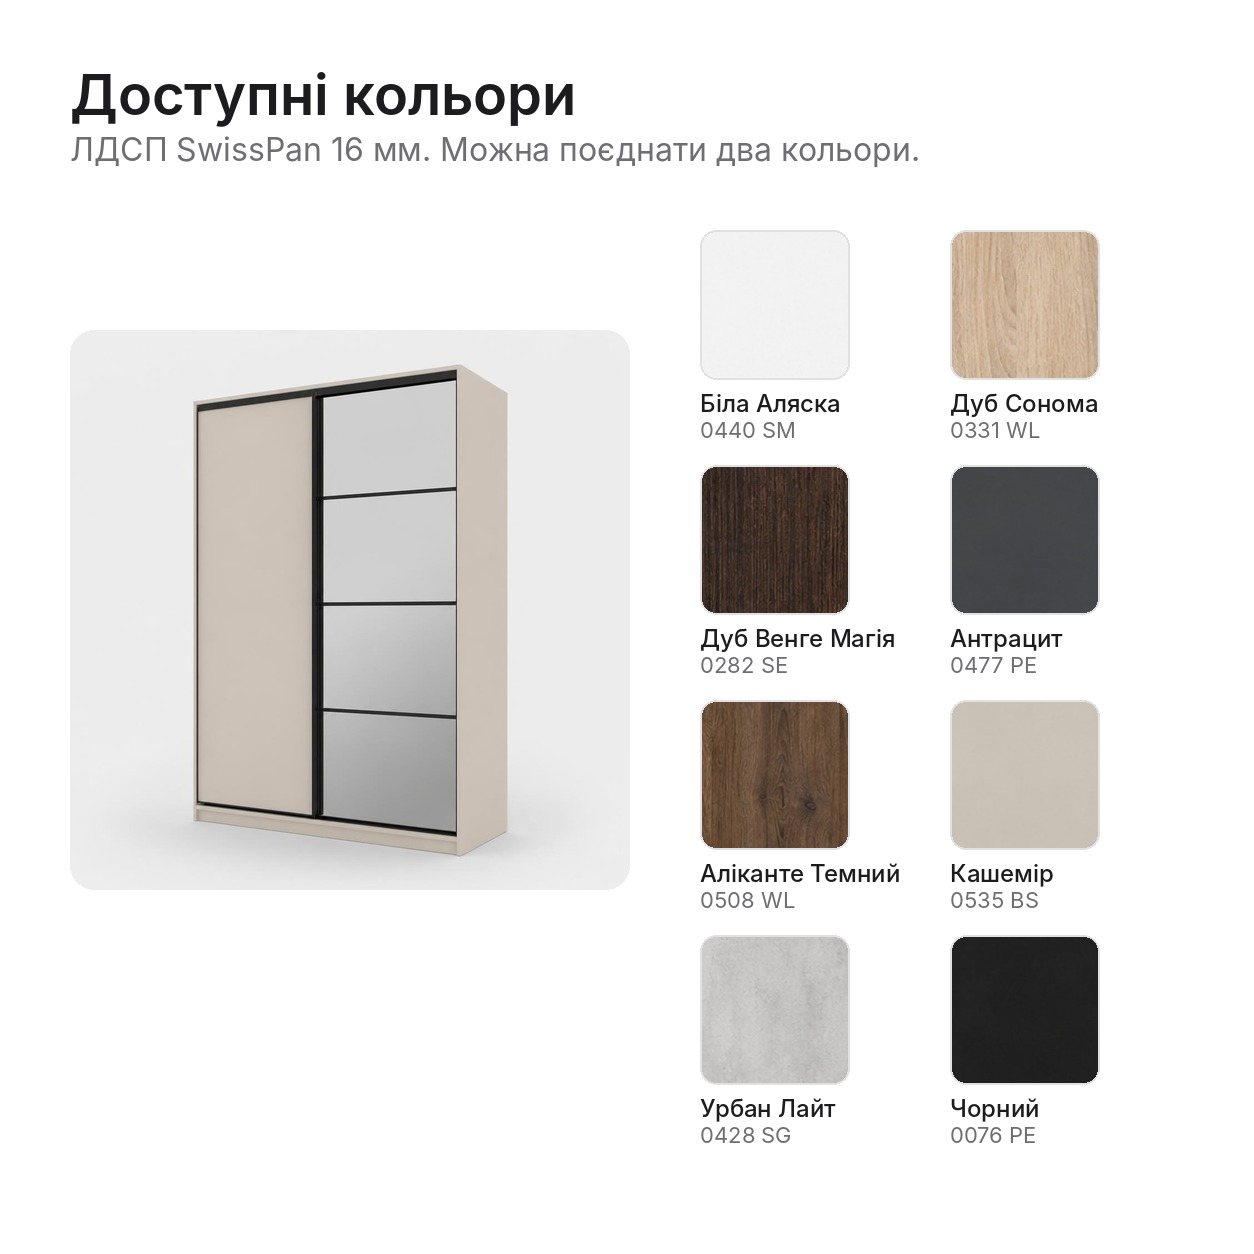 Доступні кольори
ЛДСП SwissPan 16 мм. Можна поєднати два кольори.
Біла Аляска
0440 SM
Дуб Сонома
0331 WL
Дуб Венге Магія
0282 SE
Антрацит
0477 PE
Аліканте Темний
0508 WL
Кашемір
0535 BS
Урбан Лайт
0428 SG
Чорний
0076 PE